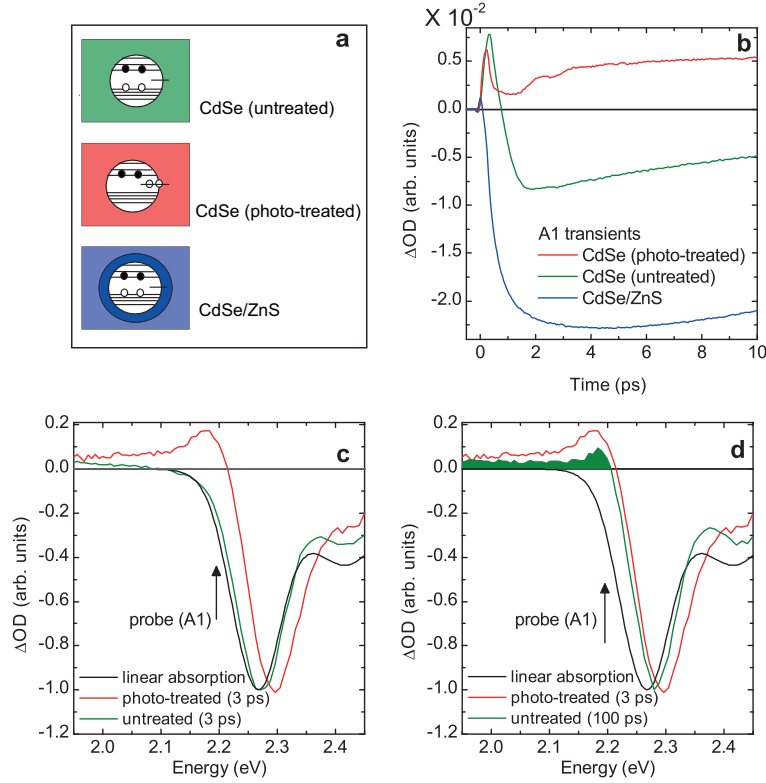 a
CdSe (untreated)
CdSe (photo-treated)
CdSe/ZnS
X 10-2
b
0.5
0.0
-0.5
-1.0
-1.5
-2.0
ΔOD (arb. units)
A1 transients
CdSe (photo-treated)
CdSe (untreated)
CdSe/ZnS
0 2 4 6 8 10
Time (ps)
c
0.2
0.0
-0.2
-0.4
-0.6
-0.8
-1.0
-1.2
ΔOD (arb. units)
probe (A1)
linear absorption
photo-treated (3 ps)
untreated (3 ps)
2.0 2.1 2.2 2.3 2.4
Energy (eV)
d
0.2
0.0
-0.2
-0.4
-0.6
-0.8
-1.0
-1.2
ΔOD (arb. units)
probe (A1)
linear absorption
photo-treated (3 ps)
untreated (100 ps)
2.0 2.1 2.2 2.3 2.4
Energy (eV)